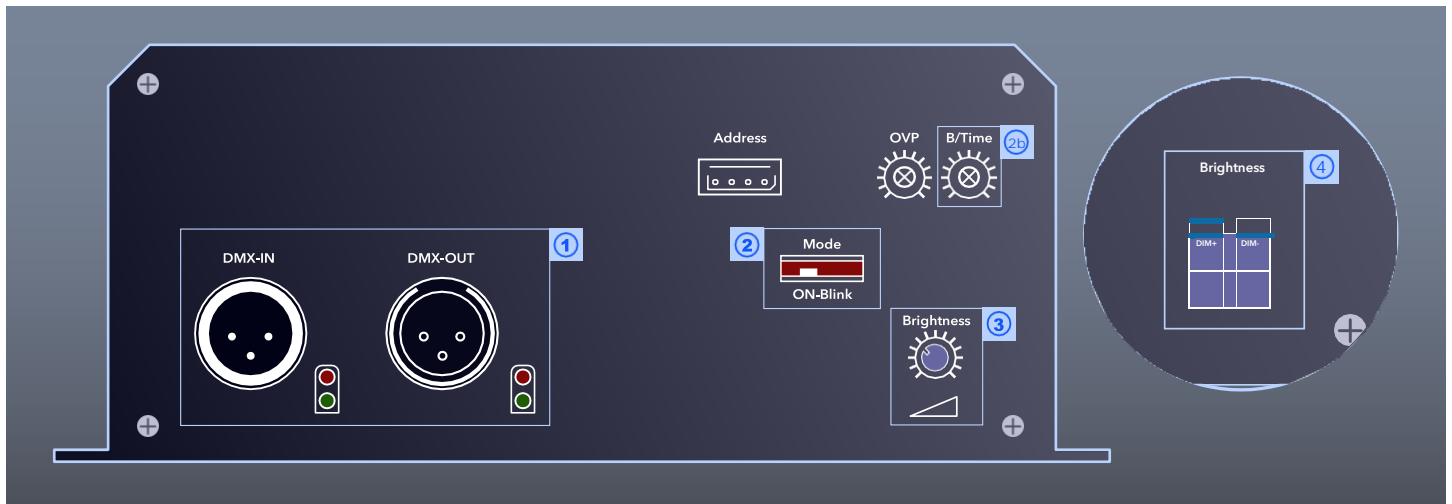 Address
OVP
B/Time
2b
Brightness
4
DIM+
DIM-
DMX-IN
DMX-OUT
1
2
Mode
ON-Blink
Brightness
3